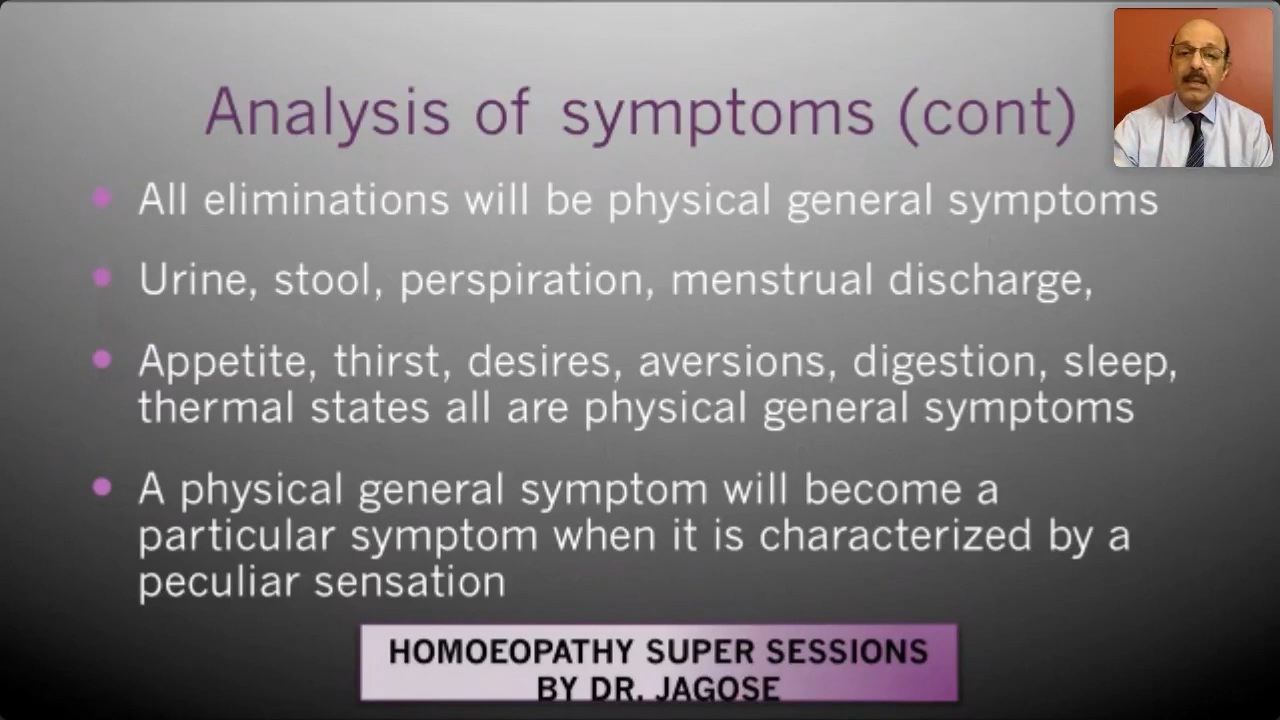 Analysis of symptoms (cont)
All eliminations will be physical general symptoms
Urine, stool, perspiration, menstrual discharge,
Appetite, thirst, desires, aversions, digestion, sleep,
thermal states all are physical general symptoms
A physical general symptom will become a
particular symptom when it is characterized by a
peculiar sensation
HOMOEOPATHY SUPER SESSIONS
BY DR. JAGOSE